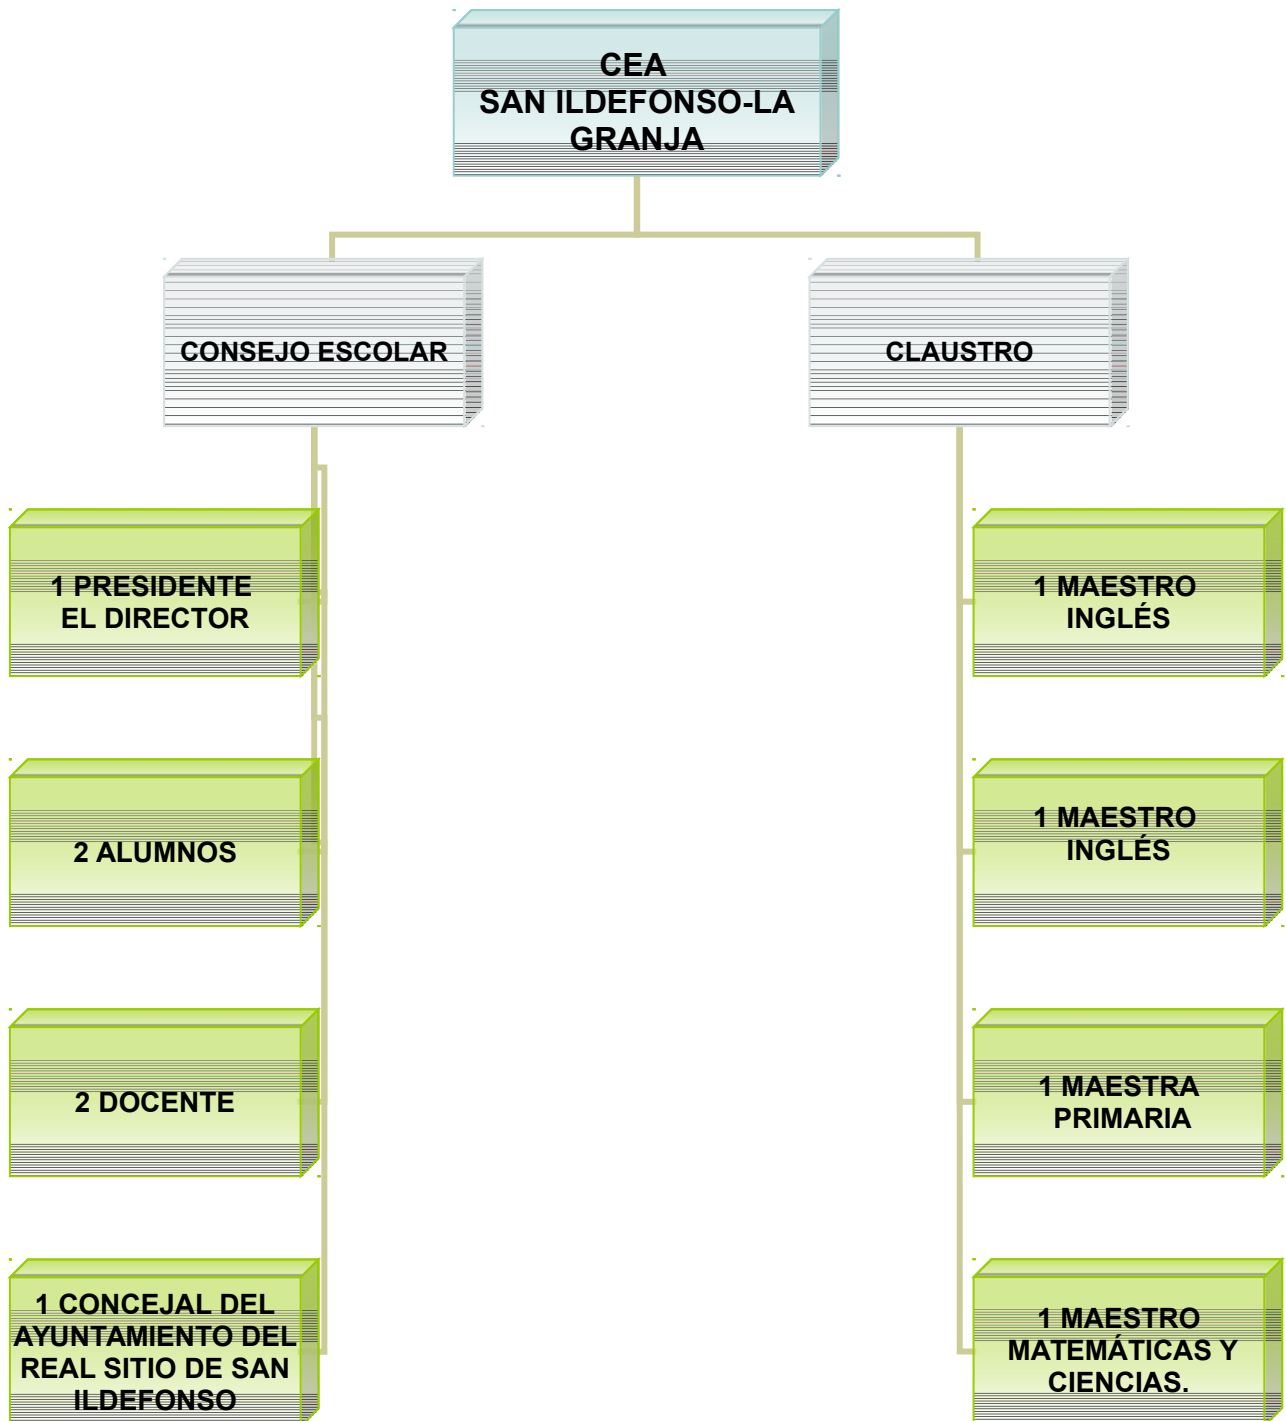 CEA
SAN ILDEFONSO-LA
GRANJA
CONSEJO ESCOLAR
CLAUSTRO
1 PRESIDENTE
EL DIRECTOR
1 MAESTRO
INGLÉS
2 ALUMNOS
1 MAESTRO
INGLÉS
2 DOCENTE
1 MAESTRA
PRIMARIA
1 CONCEJAL DEL
AYUNTAMIENTO DEL
REAL SITIO DE SAN
ILDEFONSO
1 MAESTRO
MATEMÁTICAS Y
CIENCIAS.